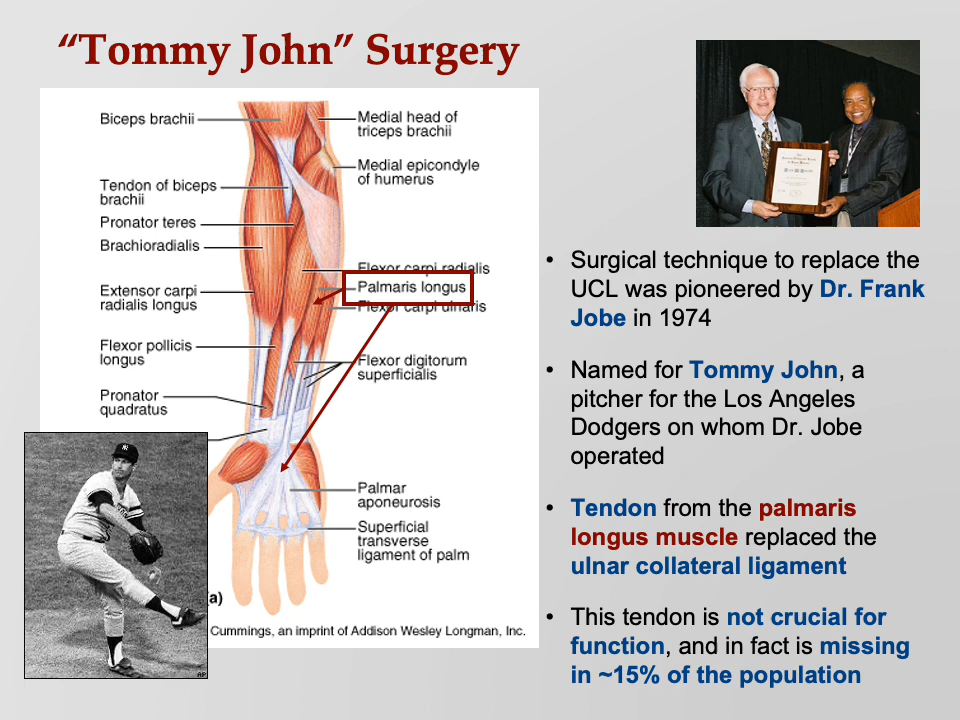 “Tommy John” Surgery
Biceps brachii
Tendon of biceps
brachii
Pronator teres
Brachioradialis
Extensor carpi
radialis longus
Flexor pollicis
longus
Pronator
quadratus
Medial head of
triceps brachii
Medial epicondyle
of humerus
Flexor carpi radialis
Palmaris longus
Flexor carpi ulnaris
Flexor digitorum
superficialis
Palmar
aponeurosis
Superficial
transverse
ligament of palm
(a)
Cummings, an imprint of Addison Wesley Longman, Inc.
AP
• Surgical technique to replace the
UCL was pioneered by Dr. Frank
Jobe in 1974
• Named for Tommy John, a
pitcher for the Los Angeles
Dodgers on whom Dr. Jobe
operated
• Tendon from the palmaris
longus muscle replaced the
ulnar collateral ligament
• This tendon is not crucial for
function, and in fact is missing
in ~15% of the population